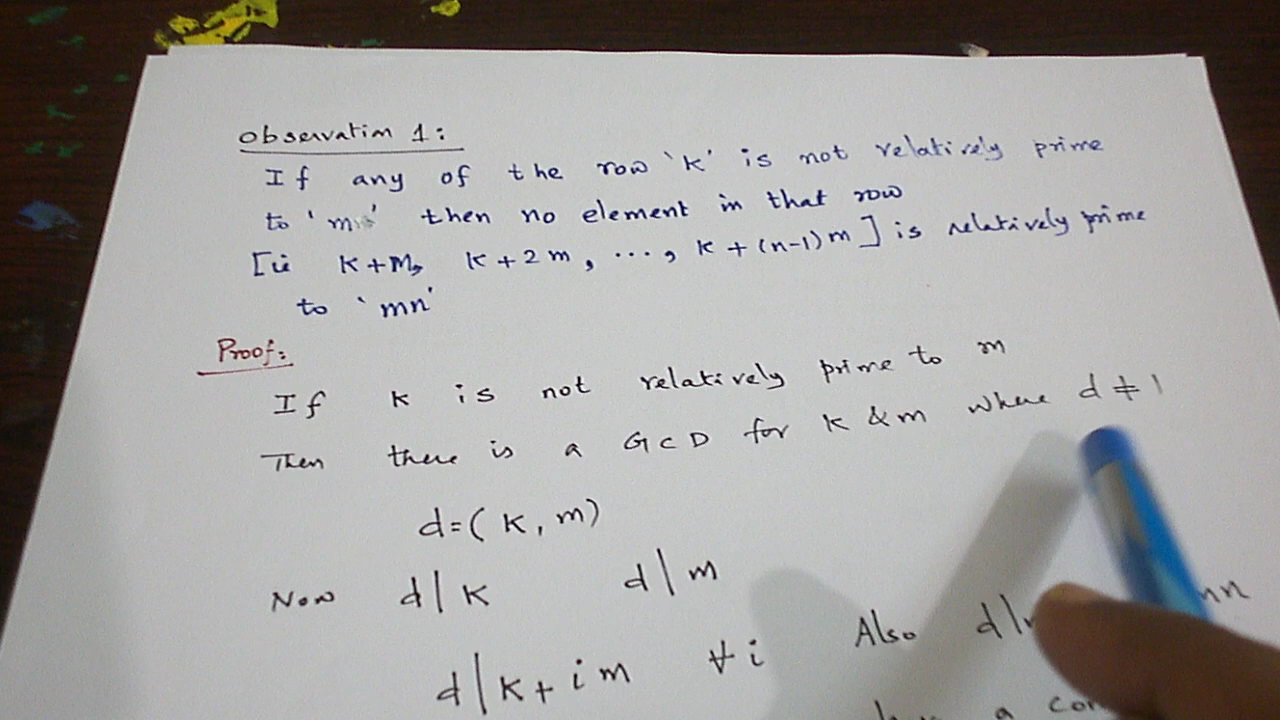 Observation 1:
If any of the row 'K' is not relatively prime
to 'm' then no element in that row
[ie K+m, K+2m, ..., K+(n-1)m] is relatively prime
to 'mn'
Proof:
If K is not relatively prime to m
Then there is a GCD for K & m where d ≠ 1
d=(K, m)
Now d|K d|m
d|K+im ∀i Also d| mn
a